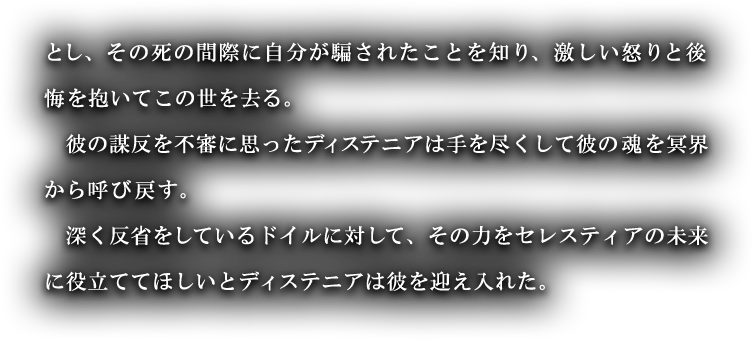 とし、その死の間際に自分が騙されたことを知り、激しい怒りと後
悔を抱いてこの世を去る。
　彼の謀反を不審に思ったディステニアは手を尽くして彼の魂を冥界
から呼び戻す。
　深く反省をしているドイルに対して、その力をセレスティアの未来
に役立ててほしいとディステニアは彼を迎え入れた。